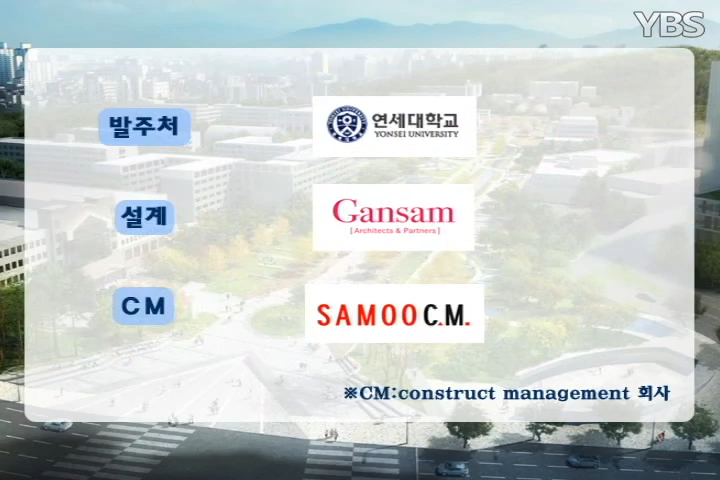 YBS
발주처
연세대학교
YONSEI UNIVERSITY
설계
Gansam
[Architects & Partners]
CM
SAMOO C.M.
※CM:construct management 회사